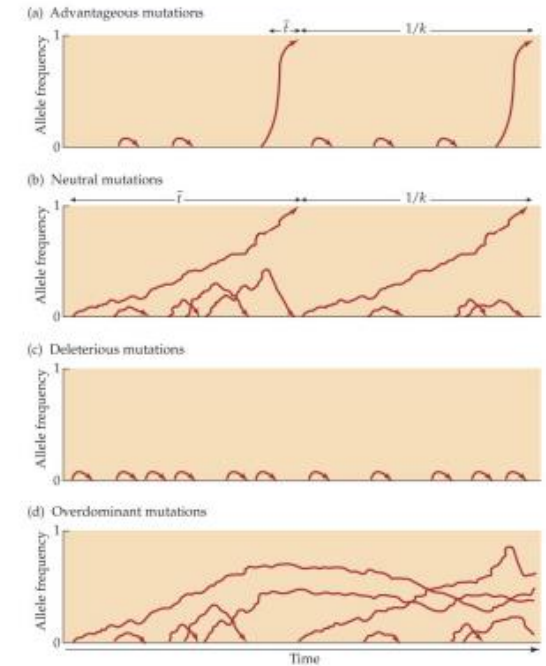 (a) Advantageous mutations
t̄
1/k
Allele frequency
1
0
(b) Neutral mutations
t̄
1/k
Allele frequency
1
0
(c) Deleterious mutations
Allele frequency
1
0
(d) Overdominant mutations
Allele frequency
1
0
Time